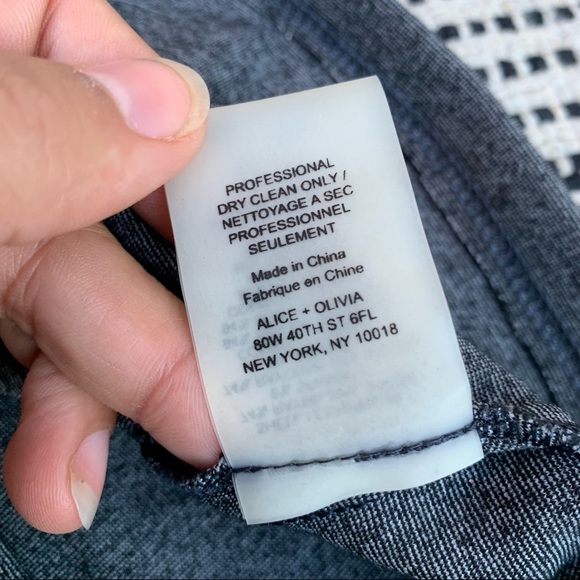 PROFESSIONAL
DRY CLEAN ONLY /
NETTOYAGE A SEC
PROFESSIONNEL
SEULEMENT
Made in China
Fabrique en Chine
ALICE + OLIVIA
80W 40TH ST 6FL
NEW YORK, NY 10018